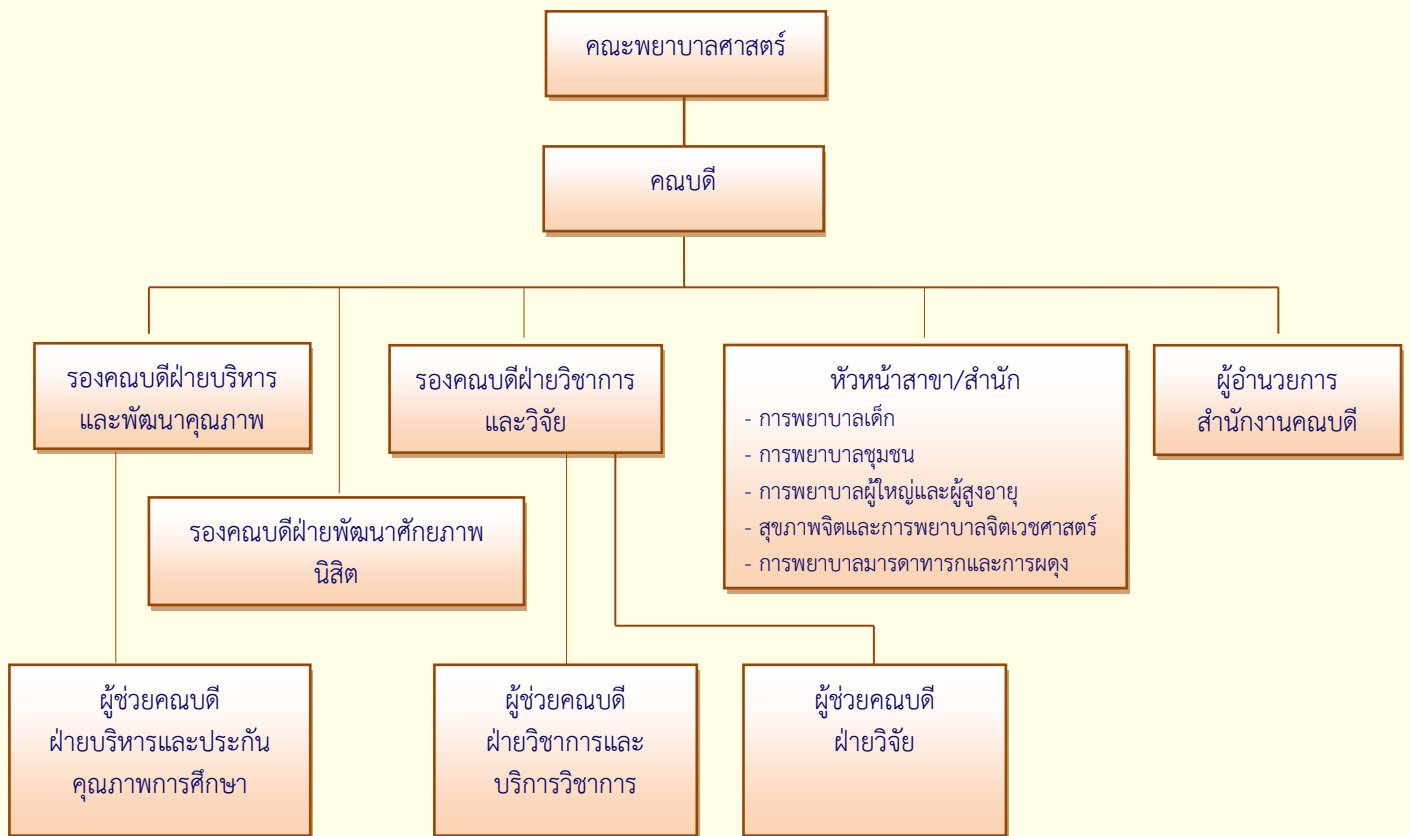 คณะพยาบาลศาสตร์
คณบดี
รองคณบดีฝ่ายบริหาร
และพัฒนาคุณภาพ
รองคณบดีฝ่ายวิชาการ
และวิจัย
หัวหน้าสาขา/สำนัก
- การพยาบาลเด็ก
- การพยาบาลชุมชน
- การพยาบาลผู้ใหญ่และผู้สูงอายุ
- สุขภาพจิตและการพยาบาลจิตเวชศาสตร์
- การพยาบาลมารดาทารกและการผดุง
ผู้อำนวยการ
สำนักงานคณบดี
รองคณบดีฝ่ายพัฒนาศักยภาพ
นิสิต
ผู้ช่วยคณบดี
ฝ่ายบริหารและประกัน
คุณภาพการศึกษา
ผู้ช่วยคณบดี
ฝ่ายวิชาการและ
บริการวิชาการ
ผู้ช่วยคณบดี
ฝ่ายวิจัย